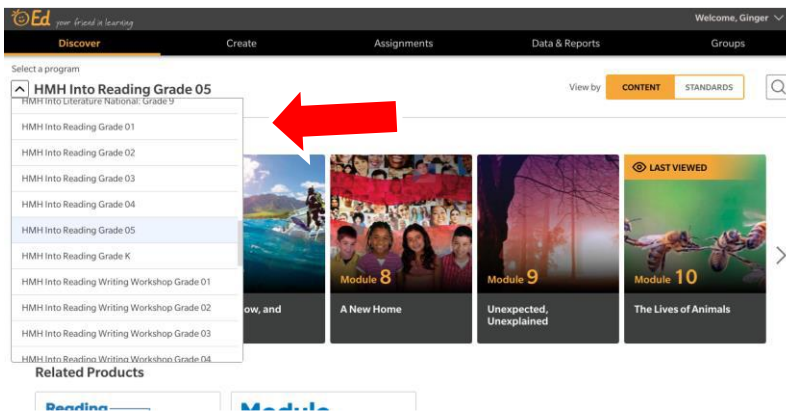 Ed your friend in learning
Welcome, Ginger
Discover Create Assignments Data & Reports Groups
Select a program
HMH Into Reading Grade 05
View by CONTENT STANDARDS
HMH Into Literature National: Grade 9
HMH Into Reading Grade 01
HMH Into Reading Grade 02
HMH Into Reading Grade 03
HMH Into Reading Grade 04
HMH Into Reading Grade 05
HMH Into Reading Grade K
HMH Into Reading Writing Workshop Grade 01
HMH Into Reading Writing Workshop Grade 02
HMH Into Reading Writing Workshop Grade 03
HMH Into Reading Writing Workshop Grade 04
LAST VIEWED
ow, and
Module 8
A New Home
Module 9
Unexpected,
Unexplained
Module 10
The Lives of Animals
Related Products
Reading
Module